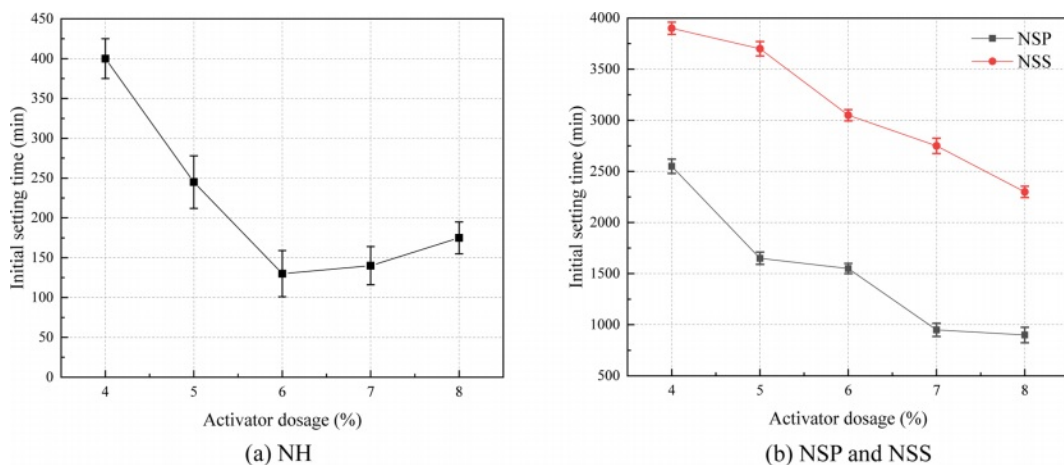 450
400
350
300
250
200
150
100
50
0
Initial setting time (min)
4 5 6 7 8
Activator dosage (%)
(a) NH
4000
3500
3000
2500
2000
1500
1000
500
Initial setting time (min)
NSP
NSS
4 5 6 7 8
Activator dosage (%)
(b) NSP and NSS